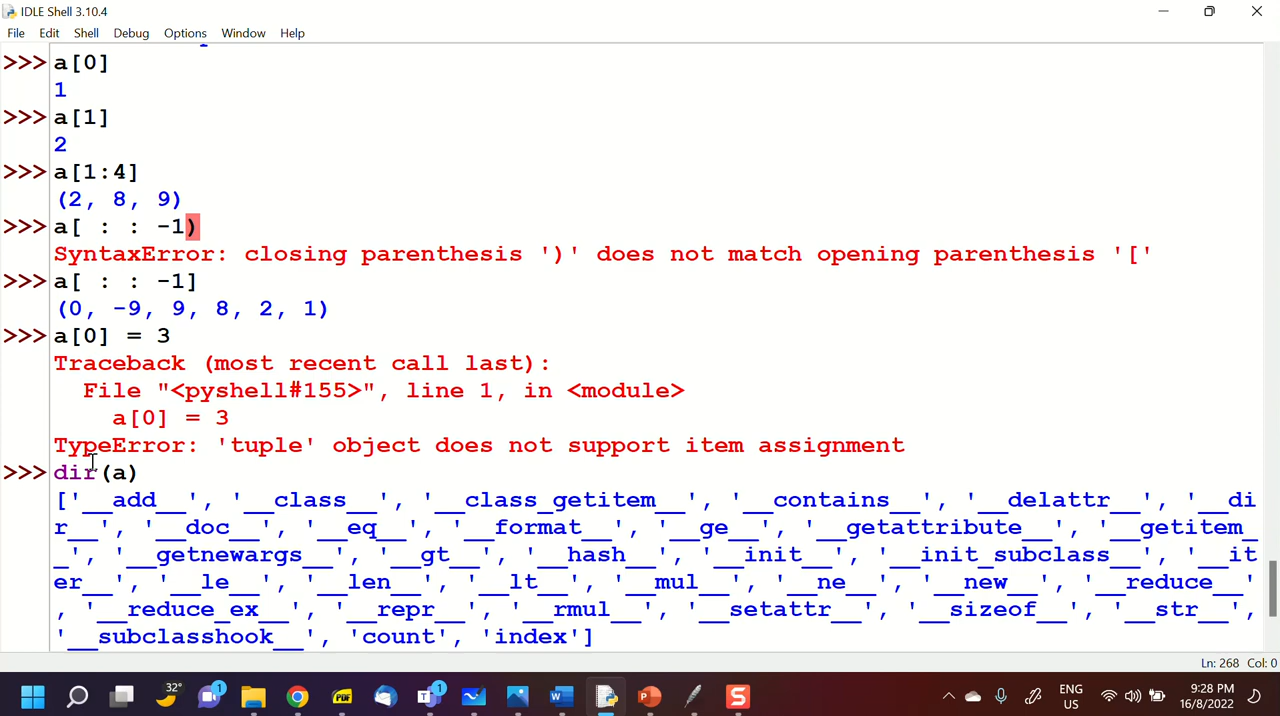 IDLE Shell 3.10.4
File Edit Shell Debug Options Window Help
>>> a[0]
1
>>> a[1]
2
>>> a[1:4]
(2, 8, 9)
>>> a[ : : -1)
SyntaxError: closing parenthesis ')' does not match opening parenthesis '['
>>> a[ : : -1]
(0, -9, 9, 8, 2, 1)
>>> a[0] = 3
Traceback (most recent call last):
  File "<pyshell#155>", line 1, in <module>
    a[0] = 3
TypeError: 'tuple' object does not support item assignment
>>> dir(a)
['__add__', '__class__', '__class_getitem__', '__contains__', '__delattr__', '__di
r__', '__doc__', '__eq__', '__format__', '__ge__', '__getattribute__', '__getitem_
_', '__getnewargs__', '__gt__', '__hash__', '__init__', '__init_subclass__', '__it
er__', '__le__', '__len__', '__lt__', '__mul__', '__ne__', '__new__', '__reduce__'
, '__reduce_ex__', '__repr__', '__rmul__', '__setattr__', '__sizeof__', '__str__',
'__subclasshook__', 'count', 'index']
Ln: 268 Col: 0
32°
1
PDF
1
ENG
US
9:28 PM
16/8/2022